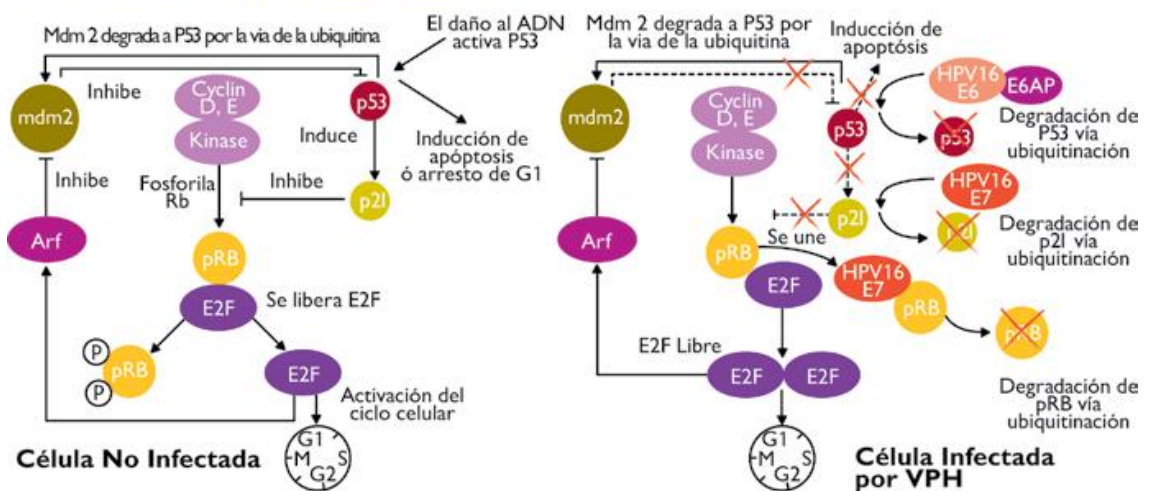 Mdm 2 degrada a P53 por la via de la ubiquitina
El daño al ADN
activa P53
mdm2
Inhibe
Cyclin
D, E
Kinase
p53
Induce
Inducción de
apóptosis
ó arresto de G1
Inhibe
Fosforila
Rb
Inhibe
p21
Arf
pRB
E2F
Se libera E2F
P
P
pRB
E2F
Activación del
ciclo celular
G1
M
S
G2
Célula No Infectada
Mdm 2 degrada a P53 por
la via de la ubiquitina
Inducción de
apoptósis
HPV16
E6
E6AP
mdm2
Cyclin
D, E
Kinase
p53
p53
Degradación de
P53 vía
ubiquitinación
HPV16
E7
p21
p21
Degradación de
p21 vía
ubiquitinación
Inhibe
Arf
Se une
pRB
E2F
HPV16
E7
pRB
pRB
E2F Libre
E2F
E2F
Degradación de
pRB vía
ubiquitinación
G1
M
S
G2
Célula Infectada
por VPH